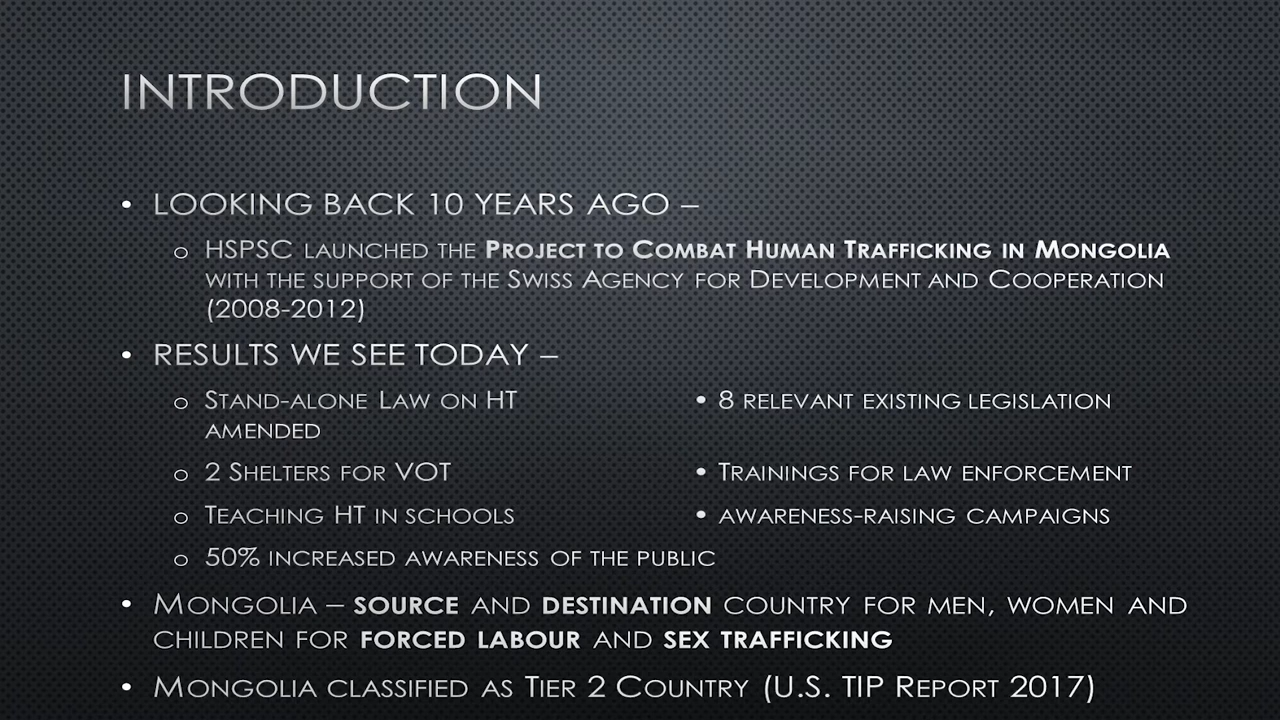 INTRODUCTION
• LOOKING BACK 10 YEARS AGO –
o HSPSC LAUNCHED THE PROJECT TO COMBAT HUMAN TRAFFICKING IN MONGOLIA
WITH THE SUPPORT OF THE SWISS AGENCY FOR DEVELOPMENT AND COOPERATION
(2008-2012)
• RESULTS WE SEE TODAY –
o STAND-ALONE LAW ON HT • 8 RELEVANT EXISTING LEGISLATION
AMENDED
o 2 SHELTERS FOR VOT • TRAININGS FOR LAW ENFORCEMENT
o TEACHING HT IN SCHOOLS • AWARENESS-RAISING CAMPAIGNS
o 50% INCREASED AWARENESS OF THE PUBLIC
• MONGOLIA – SOURCE AND DESTINATION COUNTRY FOR MEN, WOMEN AND
CHILDREN FOR FORCED LABOUR AND SEX TRAFFICKING
• MONGOLIA CLASSIFIED AS TIER 2 COUNTRY (U.S. TIP REPORT 2017)